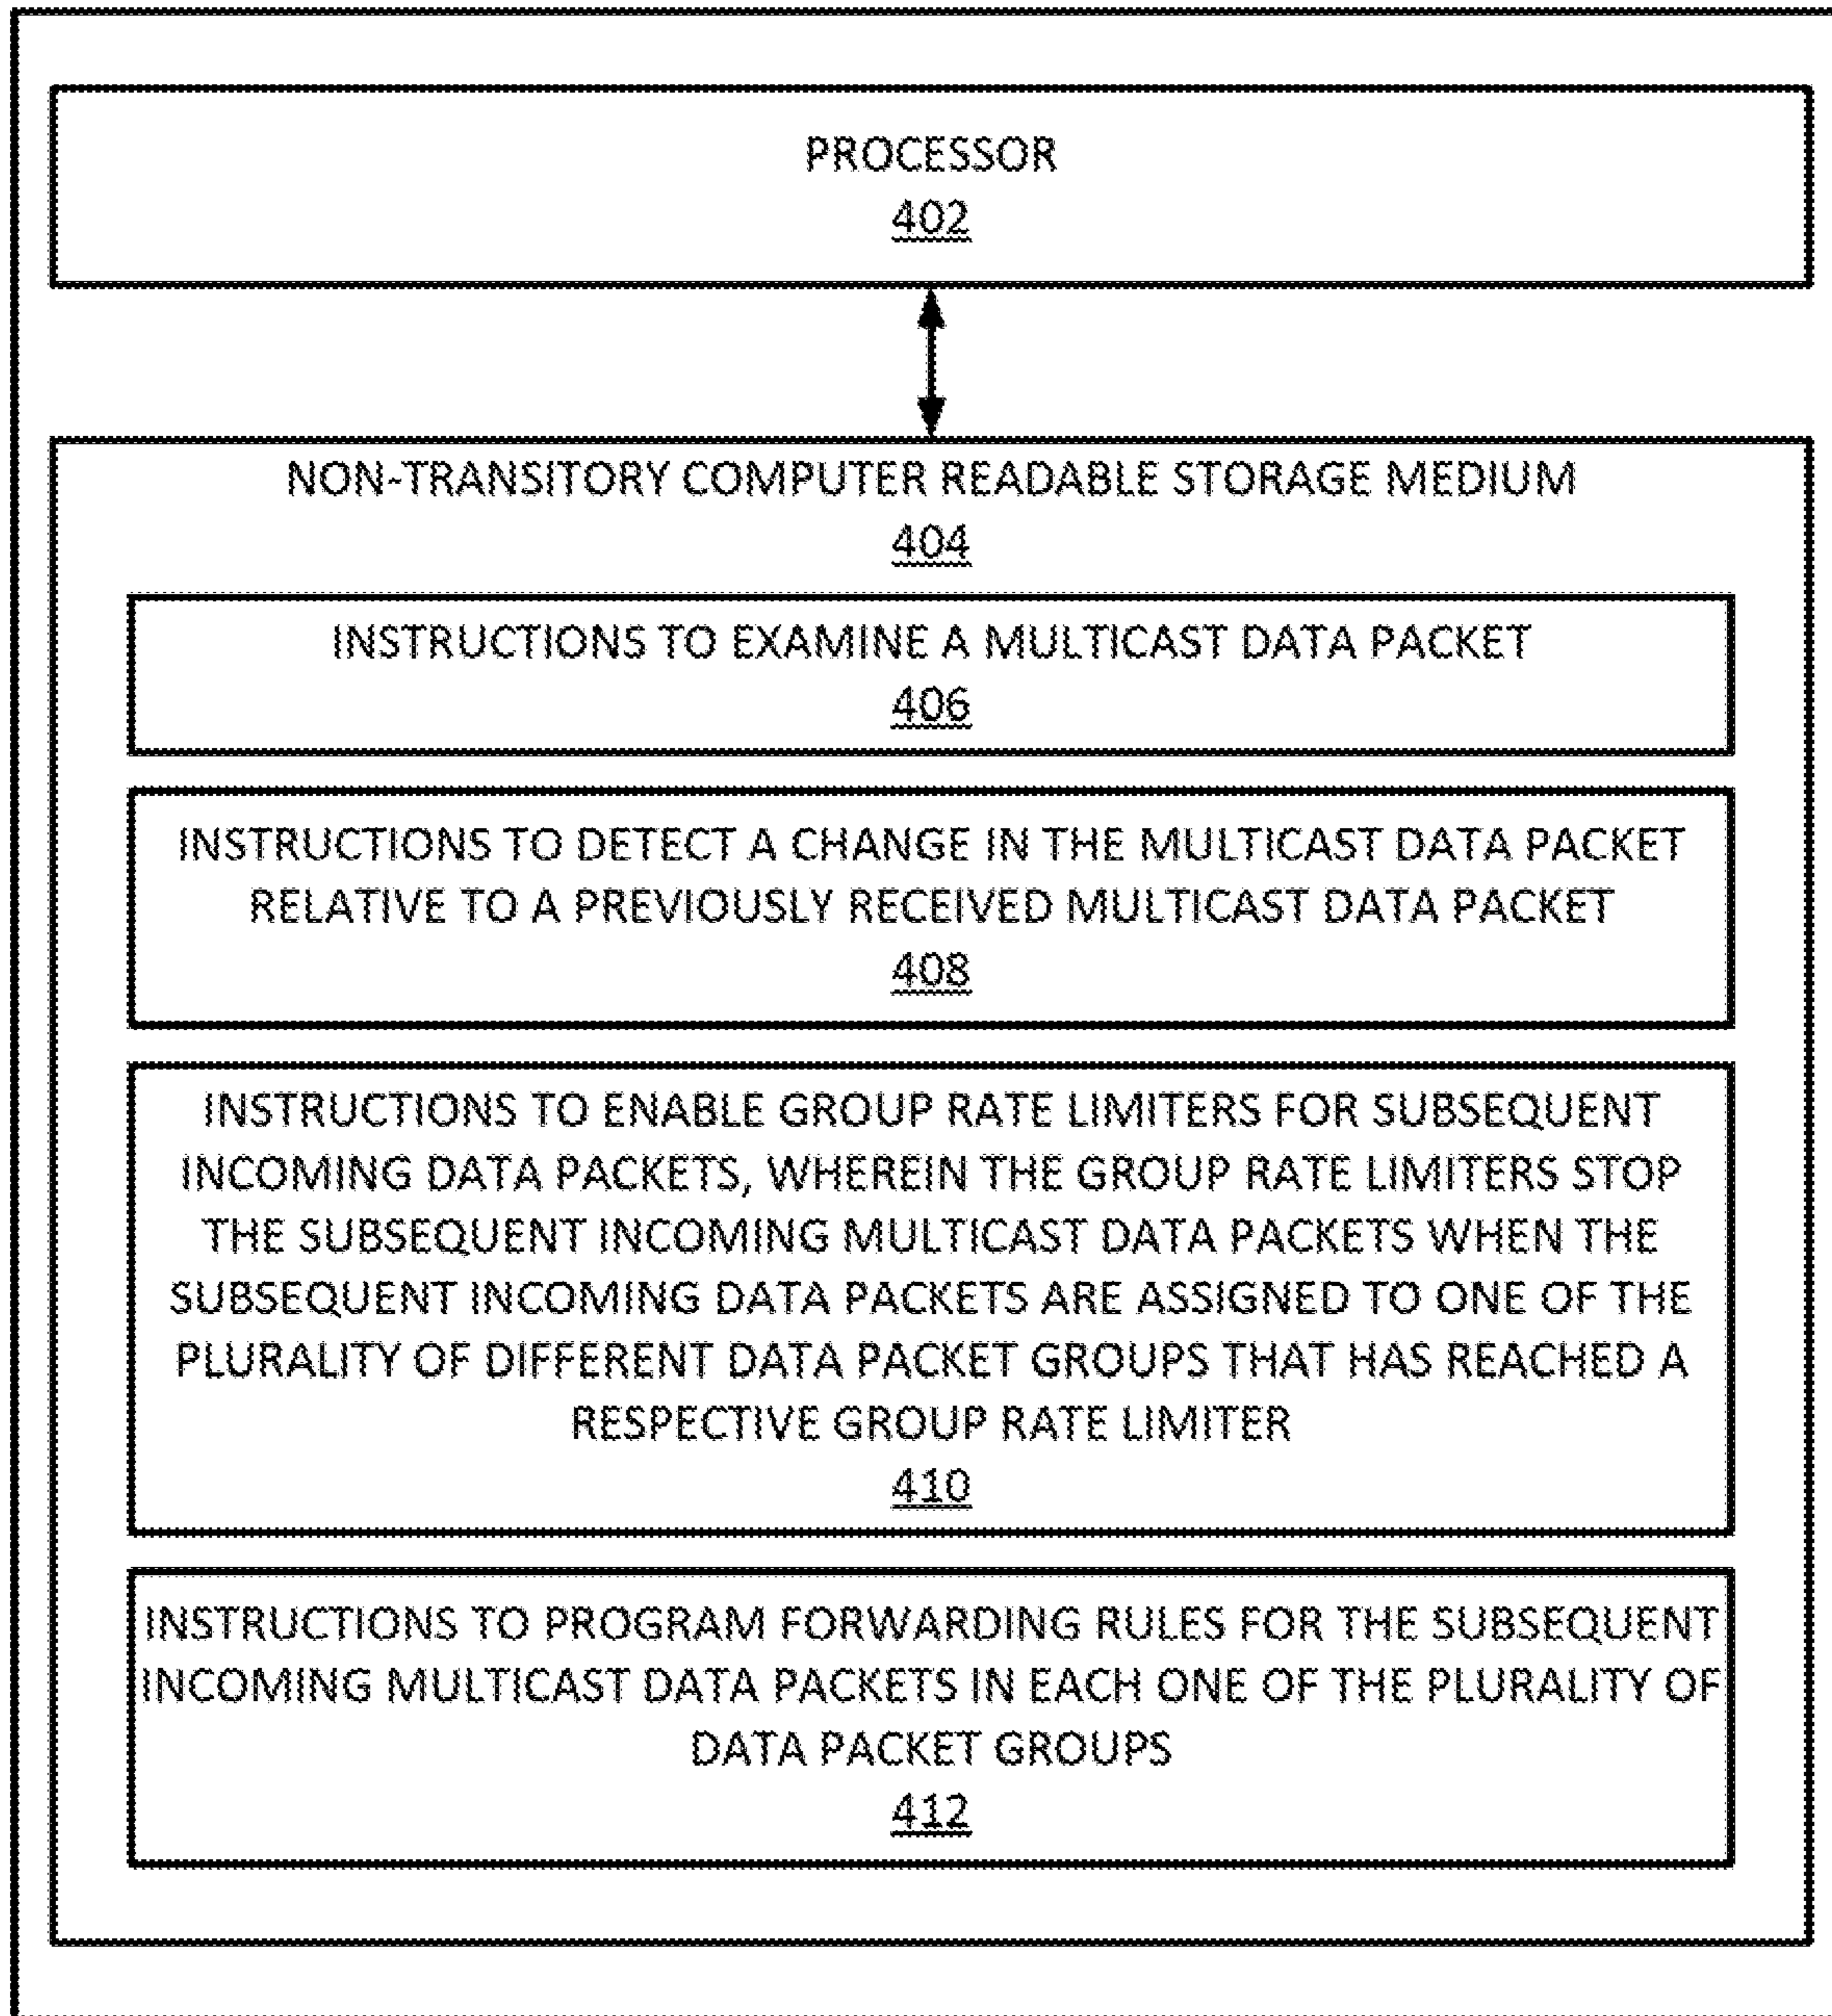 PROCESSOR
402
NON-TRANSITORY COMPUTER READABLE STORAGE MEDIUM
404
INSTRUCTIONS TO EXAMINE A MULTICAST DATA PACKET
406
INSTRUCTIONS TO DETECT A CHANGE IN THE MULTICAST DATA PACKET
RELATIVE TO A PREVIOUSLY RECEIVED MULTICAST DATA PACKET
408
INSTRUCTIONS TO ENABLE GROUP RATE LIMITERS FOR SUBSEQUENT
INCOMING DATA PACKETS, WHEREIN THE GROUP RATE LIMITERS STOP
THE SUBSEQUENT INCOMING MULTICAST DATA PACKETS WHEN THE
SUBSEQUENT INCOMING DATA PACKETS ARE ASSIGNED TO ONE OF THE
PLURALITY OF DIFFERENT DATA PACKET GROUPS THAT HAS REACHED A
RESPECTIVE GROUP RATE LIMITER
410
INSTRUCTIONS TO PROGRAM FORWARDING RULES FOR THE SUBSEQUENT
INCOMING MULTICAST DATA PACKETS IN EACH ONE OF THE PLURALITY OF
DATA PACKET GROUPS
412